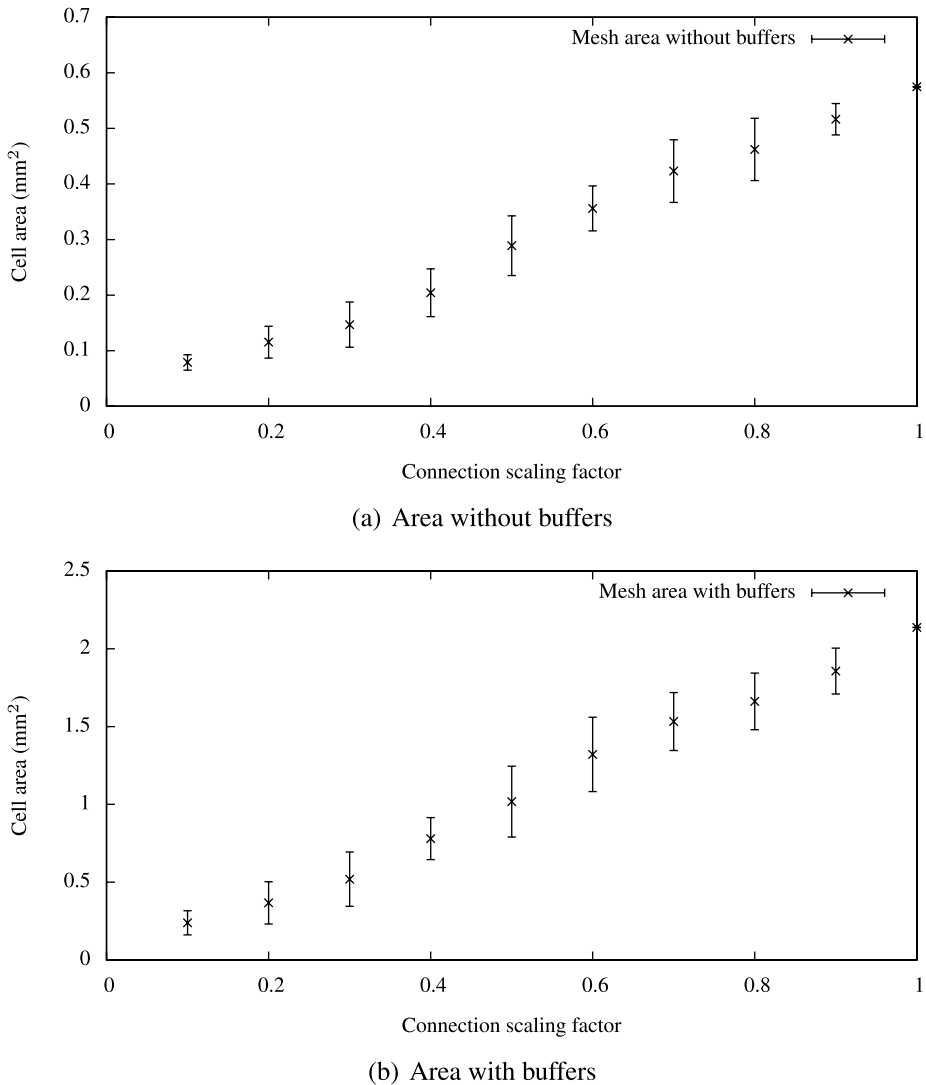 0.7
Mesh area without buffers
0.6
0.5
0.4
0.3
0.2
0.1
0
Cell area (mm²)
0 0.2 0.4 0.6 0.8 1
Connection scaling factor
(a) Area without buffers
2.5
Mesh area with buffers
2
1.5
1
0.5
0
Cell area (mm²)
0 0.2 0.4 0.6 0.8 1
Connection scaling factor
(b) Area with buffers